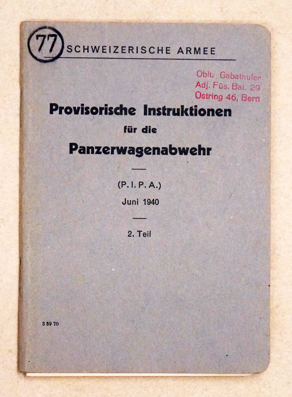 77 SCHWEIZERISCHE ARMEE
Oblt. Gabathuler
Adj. Füs. Bat. 29
Ostring 46, Bern
Provisorische Instruktionen
für die
Panzerwagenabwehr
(P. I. P. A.)
Juni 1940
2. Teil